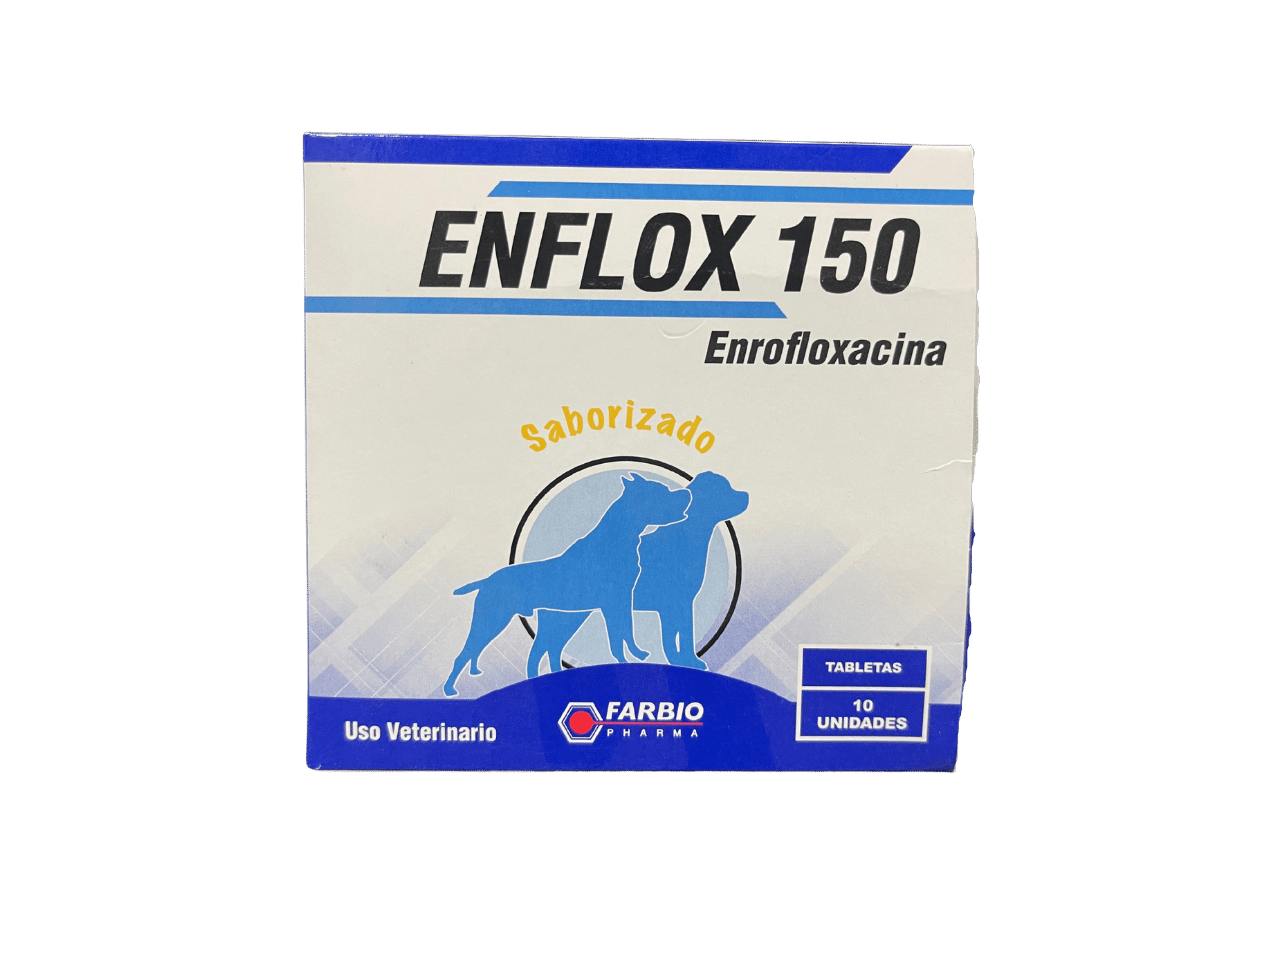 ENFLOX 150
Enrofloxacina
Saborizado
TABLETAS
10
UNIDADES
Uso Veterinario
FARBIO
PHARMA